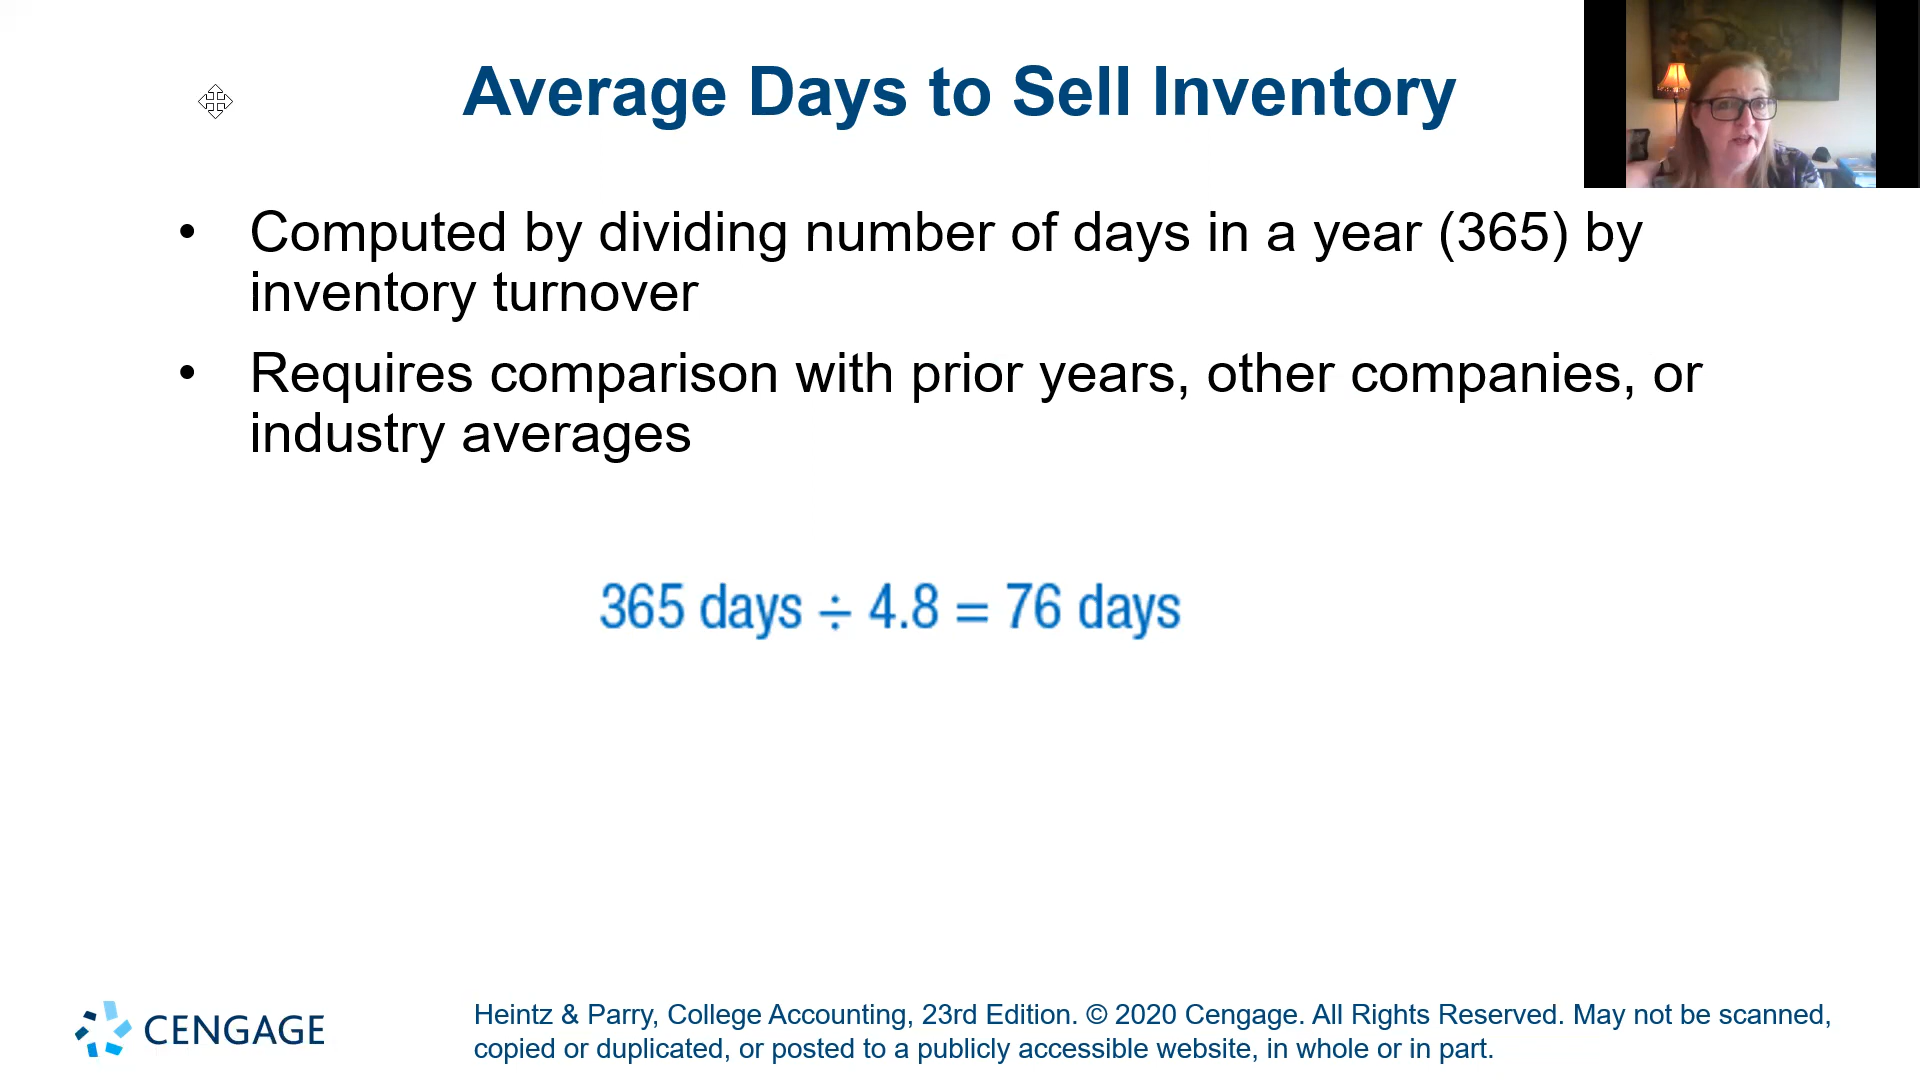 Average Days to Sell Inventory
• Computed by dividing number of days in a year (365) by
inventory turnover
• Requires comparison with prior years, other companies, or
industry averages
365 days ÷ 4.8 = 76 days
CENGAGE
Heintz & Parry, College Accounting, 23rd Edition. © 2020 Cengage. All Rights Reserved. May not be scanned,
copied or duplicated, or posted to a publicly accessible website, in whole or in part.